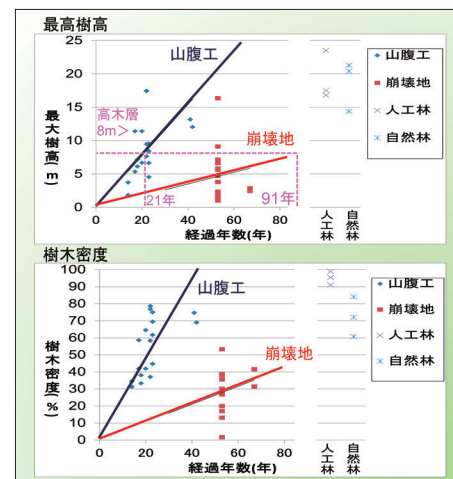 最高樹高
25
20
15
10
5
0
最大樹高(m)
山腹工
高木層
8m>
崩壊地
21年
91年
0 20 40 60 80
経過年数(年)
人工林
自然林
山腹工
崩壊地
人工林
自然林
樹木密度
100
90
80
70
60
50
40
30
20
10
0
樹木密度(%)
山腹工
崩壊地
0 20 40 60 80
経過年数(年)
人工林
自然林
山腹工
崩壊地
人工林
自然林